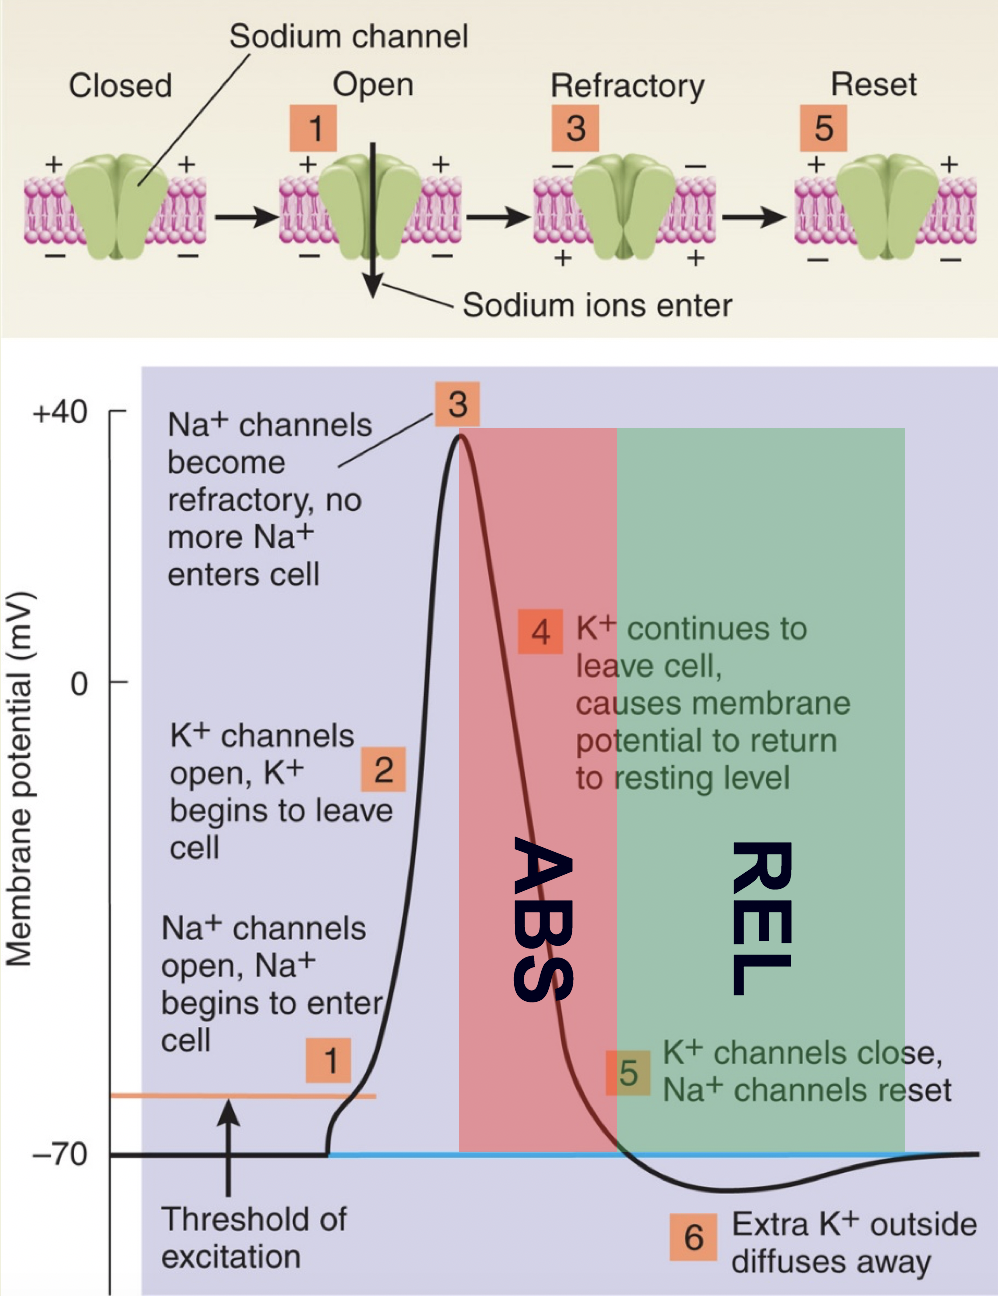 Sodium channel
Closed
Open
Refractory
Reset
1
3
5
+ +
+ +
– –
+ +
– –
– –
+ +
– –
Sodium ions enter
+40
0
–70
Membrane potential (mV)
3
Na+ channels
become
refractory, no
more Na+
enters cell
4
K+ continues to
leave cell,
causes membrane
potential to return
to resting level
K+ channels
open, K+
begins to leave
cell
2
ABS
REL
Na+ channels
open, Na+
begins to enter
cell
1
5
K+ channels close,
Na+ channels reset
Threshold of
excitation
6
Extra K+ outside
diffuses away